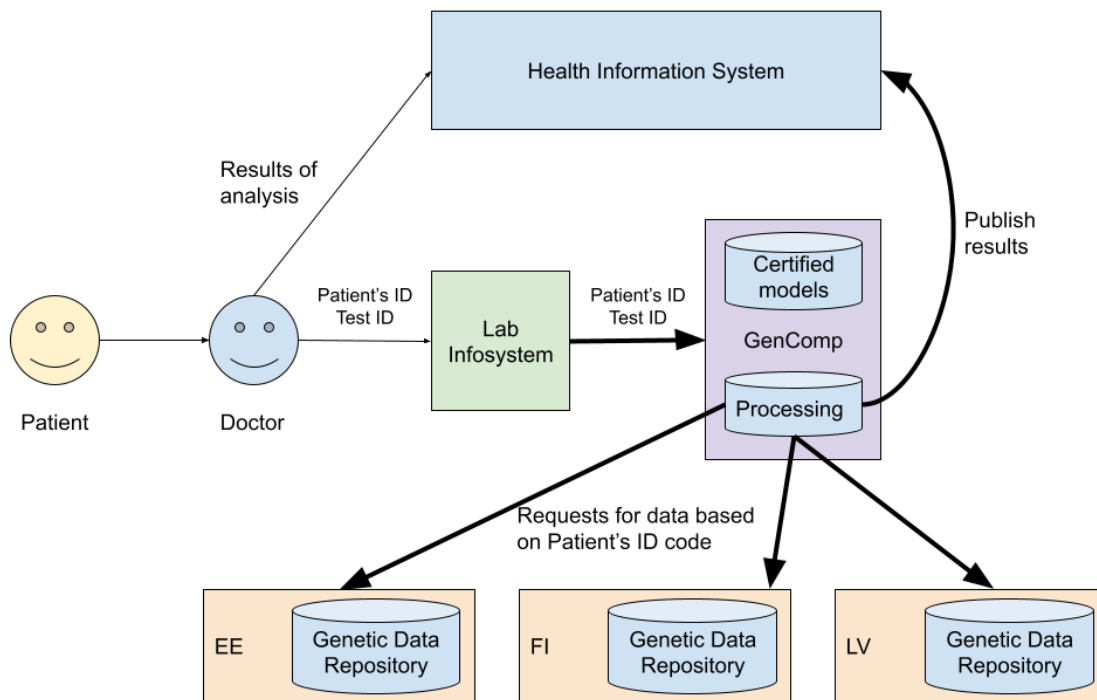 Health Information System
Results of
analysis
Publish
results
Certified
models
GenComp
Processing
Patient's ID
Test ID
Lab
Infosystem
Patient's ID
Test ID
Patient
Doctor
Requests for data based
on Patient's ID code
EE
Genetic Data
Repository
FI
Genetic Data
Repository
LV
Genetic Data
Repository